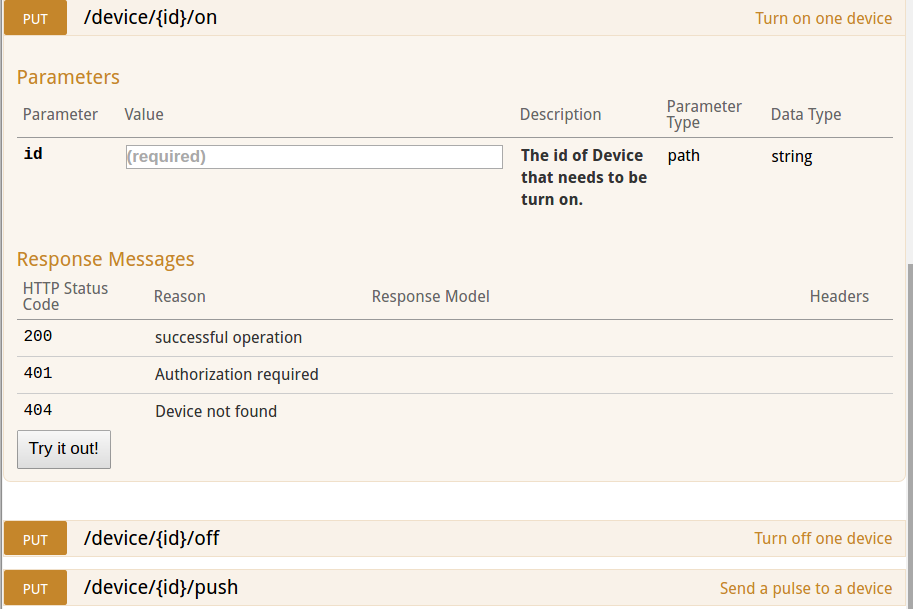 PUT /device/{id}/on Turn on one device
Parameters
Parameter Value Description Parameter Type Data Type
id (required) The id of Device that needs to be turn on. path string
Response Messages
HTTP Status Code Reason Response Model Headers
200 successful operation
401 Authorization required
404 Device not found
Try it out!
PUT /device/{id}/off Turn off one device
PUT /device/{id}/push Send a pulse to a device